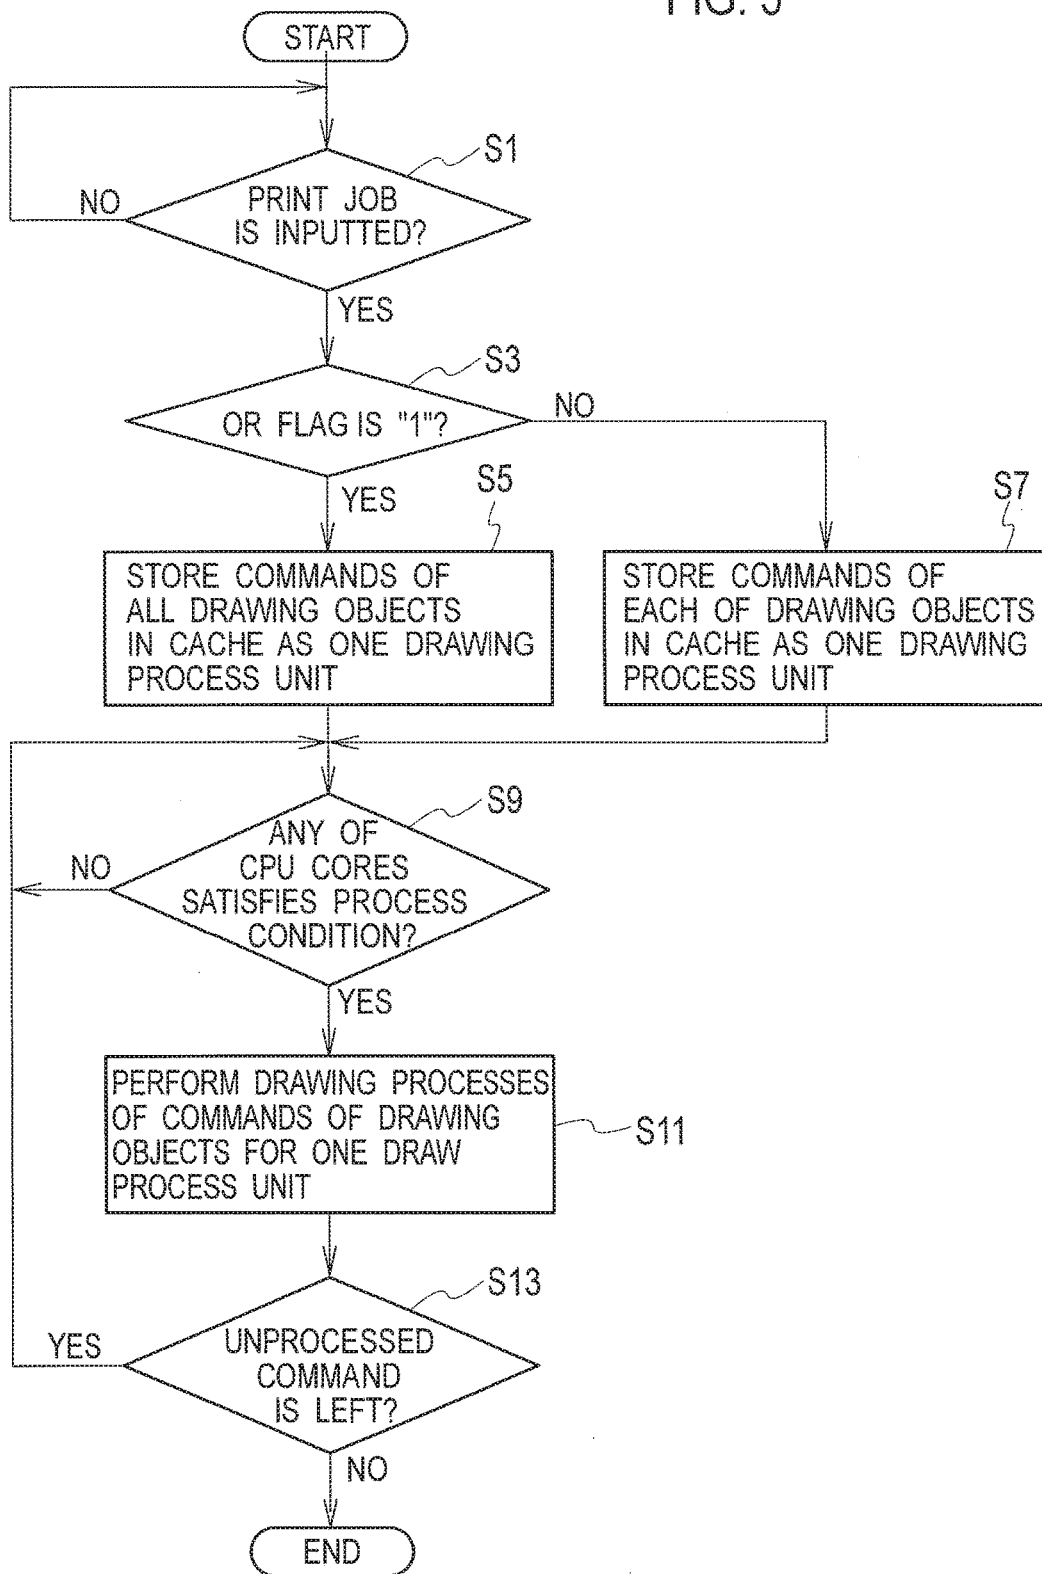 START
S1
PRINT JOB
IS INPUTTED?
NO
YES
S3
OR FLAG IS "1"?
NO
YES
S5
S7
STORE COMMANDS OF
ALL DRAWING OBJECTS
IN CACHE AS ONE DRAWING
PROCESS UNIT
STORE COMMANDS OF
EACH OF DRAWING OBJECTS
IN CACHE AS ONE DRAWING
PROCESS UNIT
S9
ANY OF
CPU CORES
SATISFIES PROCESS
CONDITION?
NO
YES
PERFORM DRAWING PROCESSES
OF COMMANDS OF DRAWING
OBJECTS FOR ONE DRAW
PROCESS UNIT
S11
S13
UNPROCESSED
COMMAND
IS LEFT?
YES
NO
END